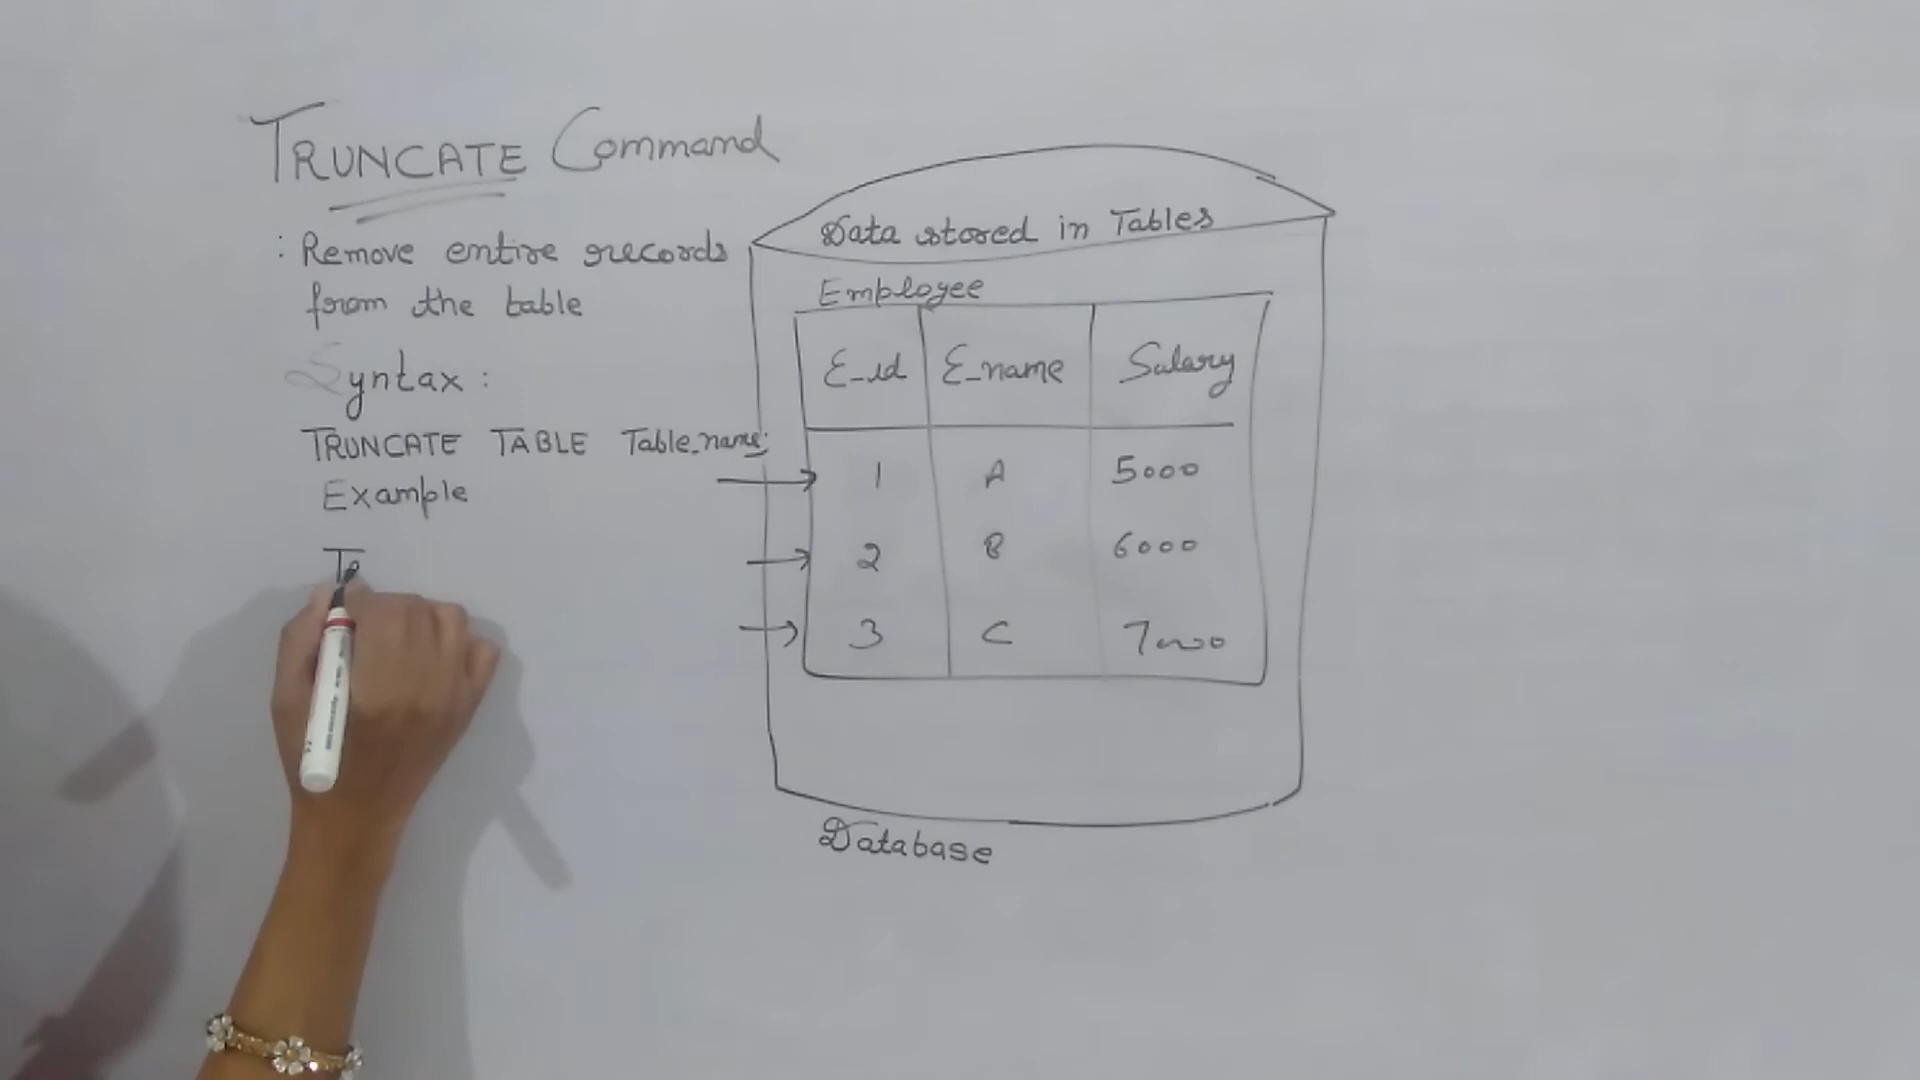 TRUNCATE Command
: Remove entire records
from the table
Syntax :
TRUNCATE TABLE Table_name;
Example
Data stored in Tables
Employee
E_id E_name Salary
1 A 5000
2 B 6000
3 C 7000
Database